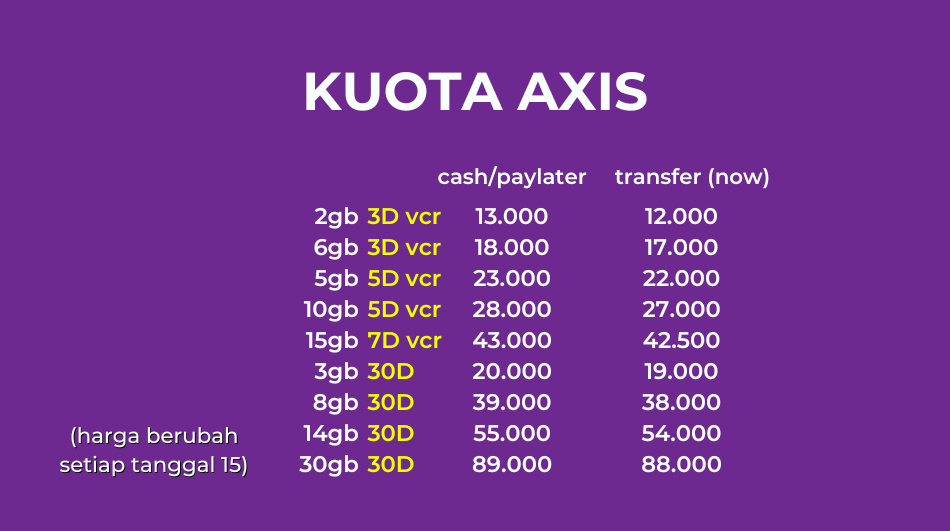 KUOTA AXIS
cash/paylater transfer (now)
2gb 3D vcr 13.000 12.000
6gb 3D vcr 18.000 17.000
5gb 5D vcr 23.000 22.000
10gb 5D vcr 28.000 27.000
15gb 7D vcr 43.000 42.500
3gb 30D 20.000 19.000
8gb 30D 39.000 38.000
14gb 30D 55.000 54.000
30gb 30D 89.000 88.000
(harga berubah
setiap tanggal 15)